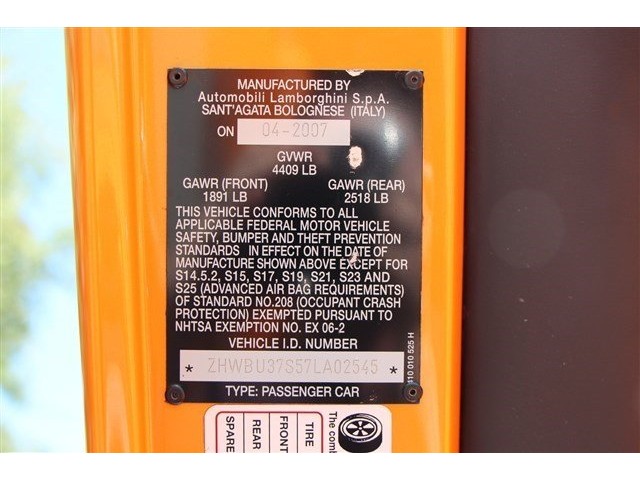 MANUFACTURED BY
Automobili Lamborghini S.p.A.
SANT'AGATA BOLOGNESE (ITALY)
ON 04-2007
GVWR
4409 LB
GAWR (FRONT) GAWR (REAR)
1891 LB 2518 LB
THIS VEHICLE CONFORMS TO ALL
APPLICABLE FEDERAL MOTOR VEHICLE
SAFETY, BUMPER AND THEFT PREVENTION
STANDARDS IN EFFECT ON THE DATE OF
MANUFACTURE SHOWN ABOVE EXCEPT FOR
S14.5.2, S15, S17, S19, S21, S23 AND
S25 (ADVANCED AIR BAG REQUIREMENTS)
OF STANDARD NO.208 (OCCUPANT CRASH
PROTECTION) EXEMPTED PURSUANT TO
NHTSA EXEMPTION NO. EX 06-2
VEHICLE I.D. NUMBER
* ZHWBU37S57LA02545 *
TYPE: PASSENGER CAR
410 010 525 H
The comb
TIRE
FRONT
REAR
SPARE